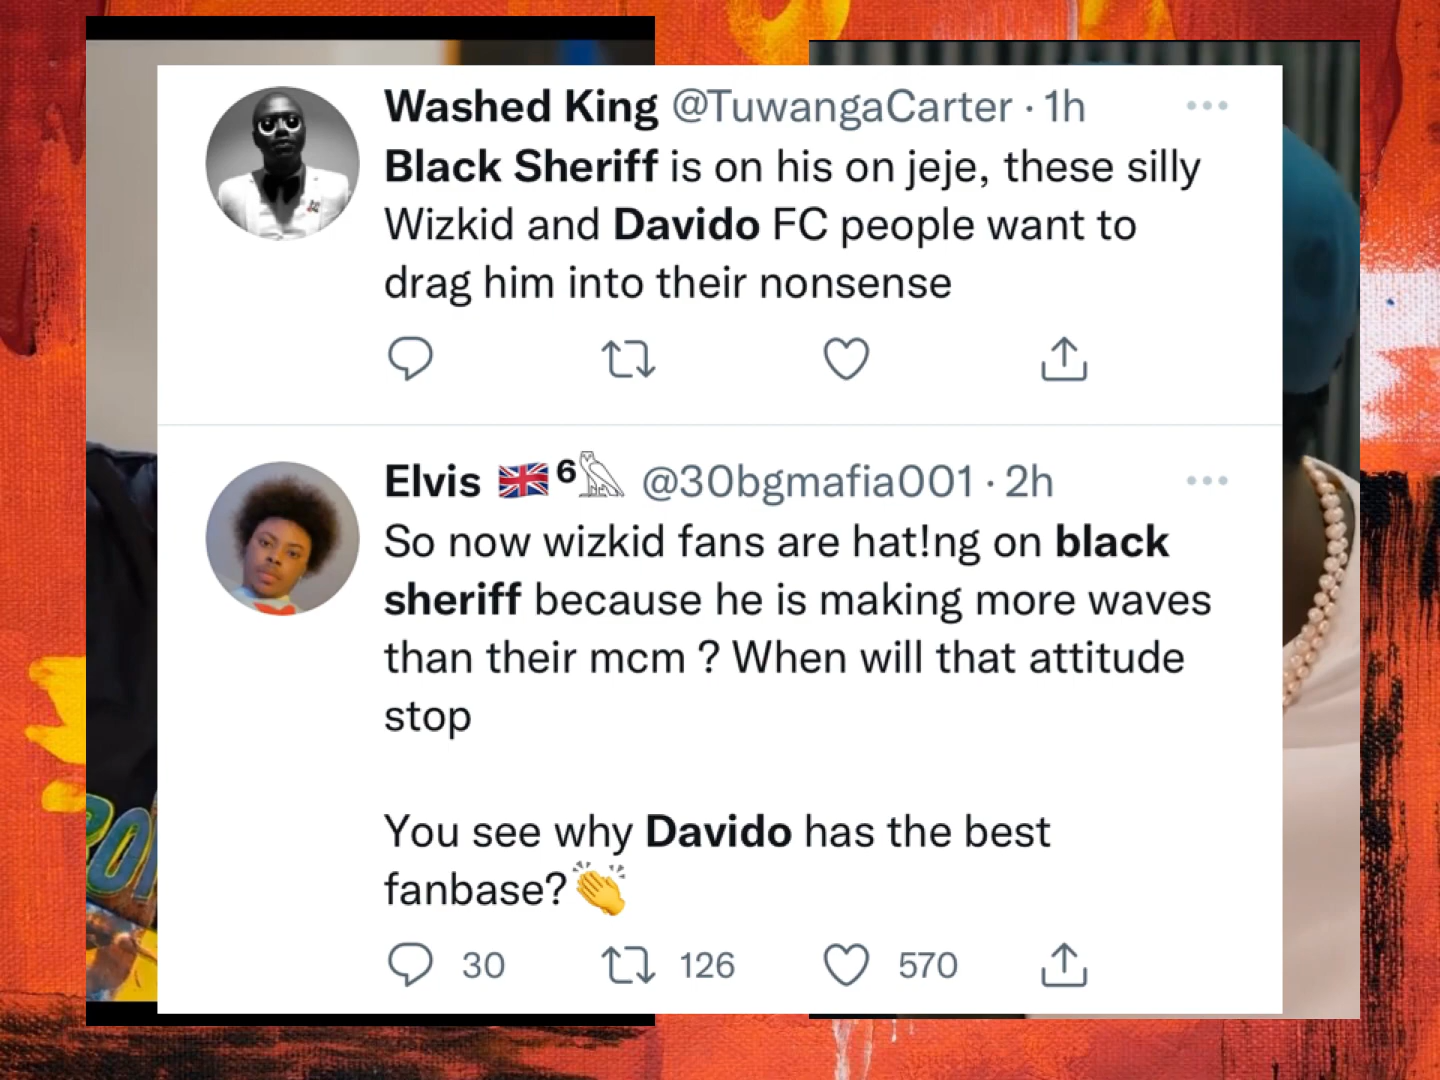 Washed King @TuwangaCarter · 1h
Black Sheriff is on his on jeje, these silly
Wizkid and Davido FC people want to
drag him into their nonsense
Elvis 🇬🇧⁶𓅓 @30bgmafia001 · 2h
So now wizkid fans are hat!ng on black
sheriff because he is making more waves
than their mcm ? When will that attitude
stop
You see why Davido has the best
fanbase?👏
30 126 570